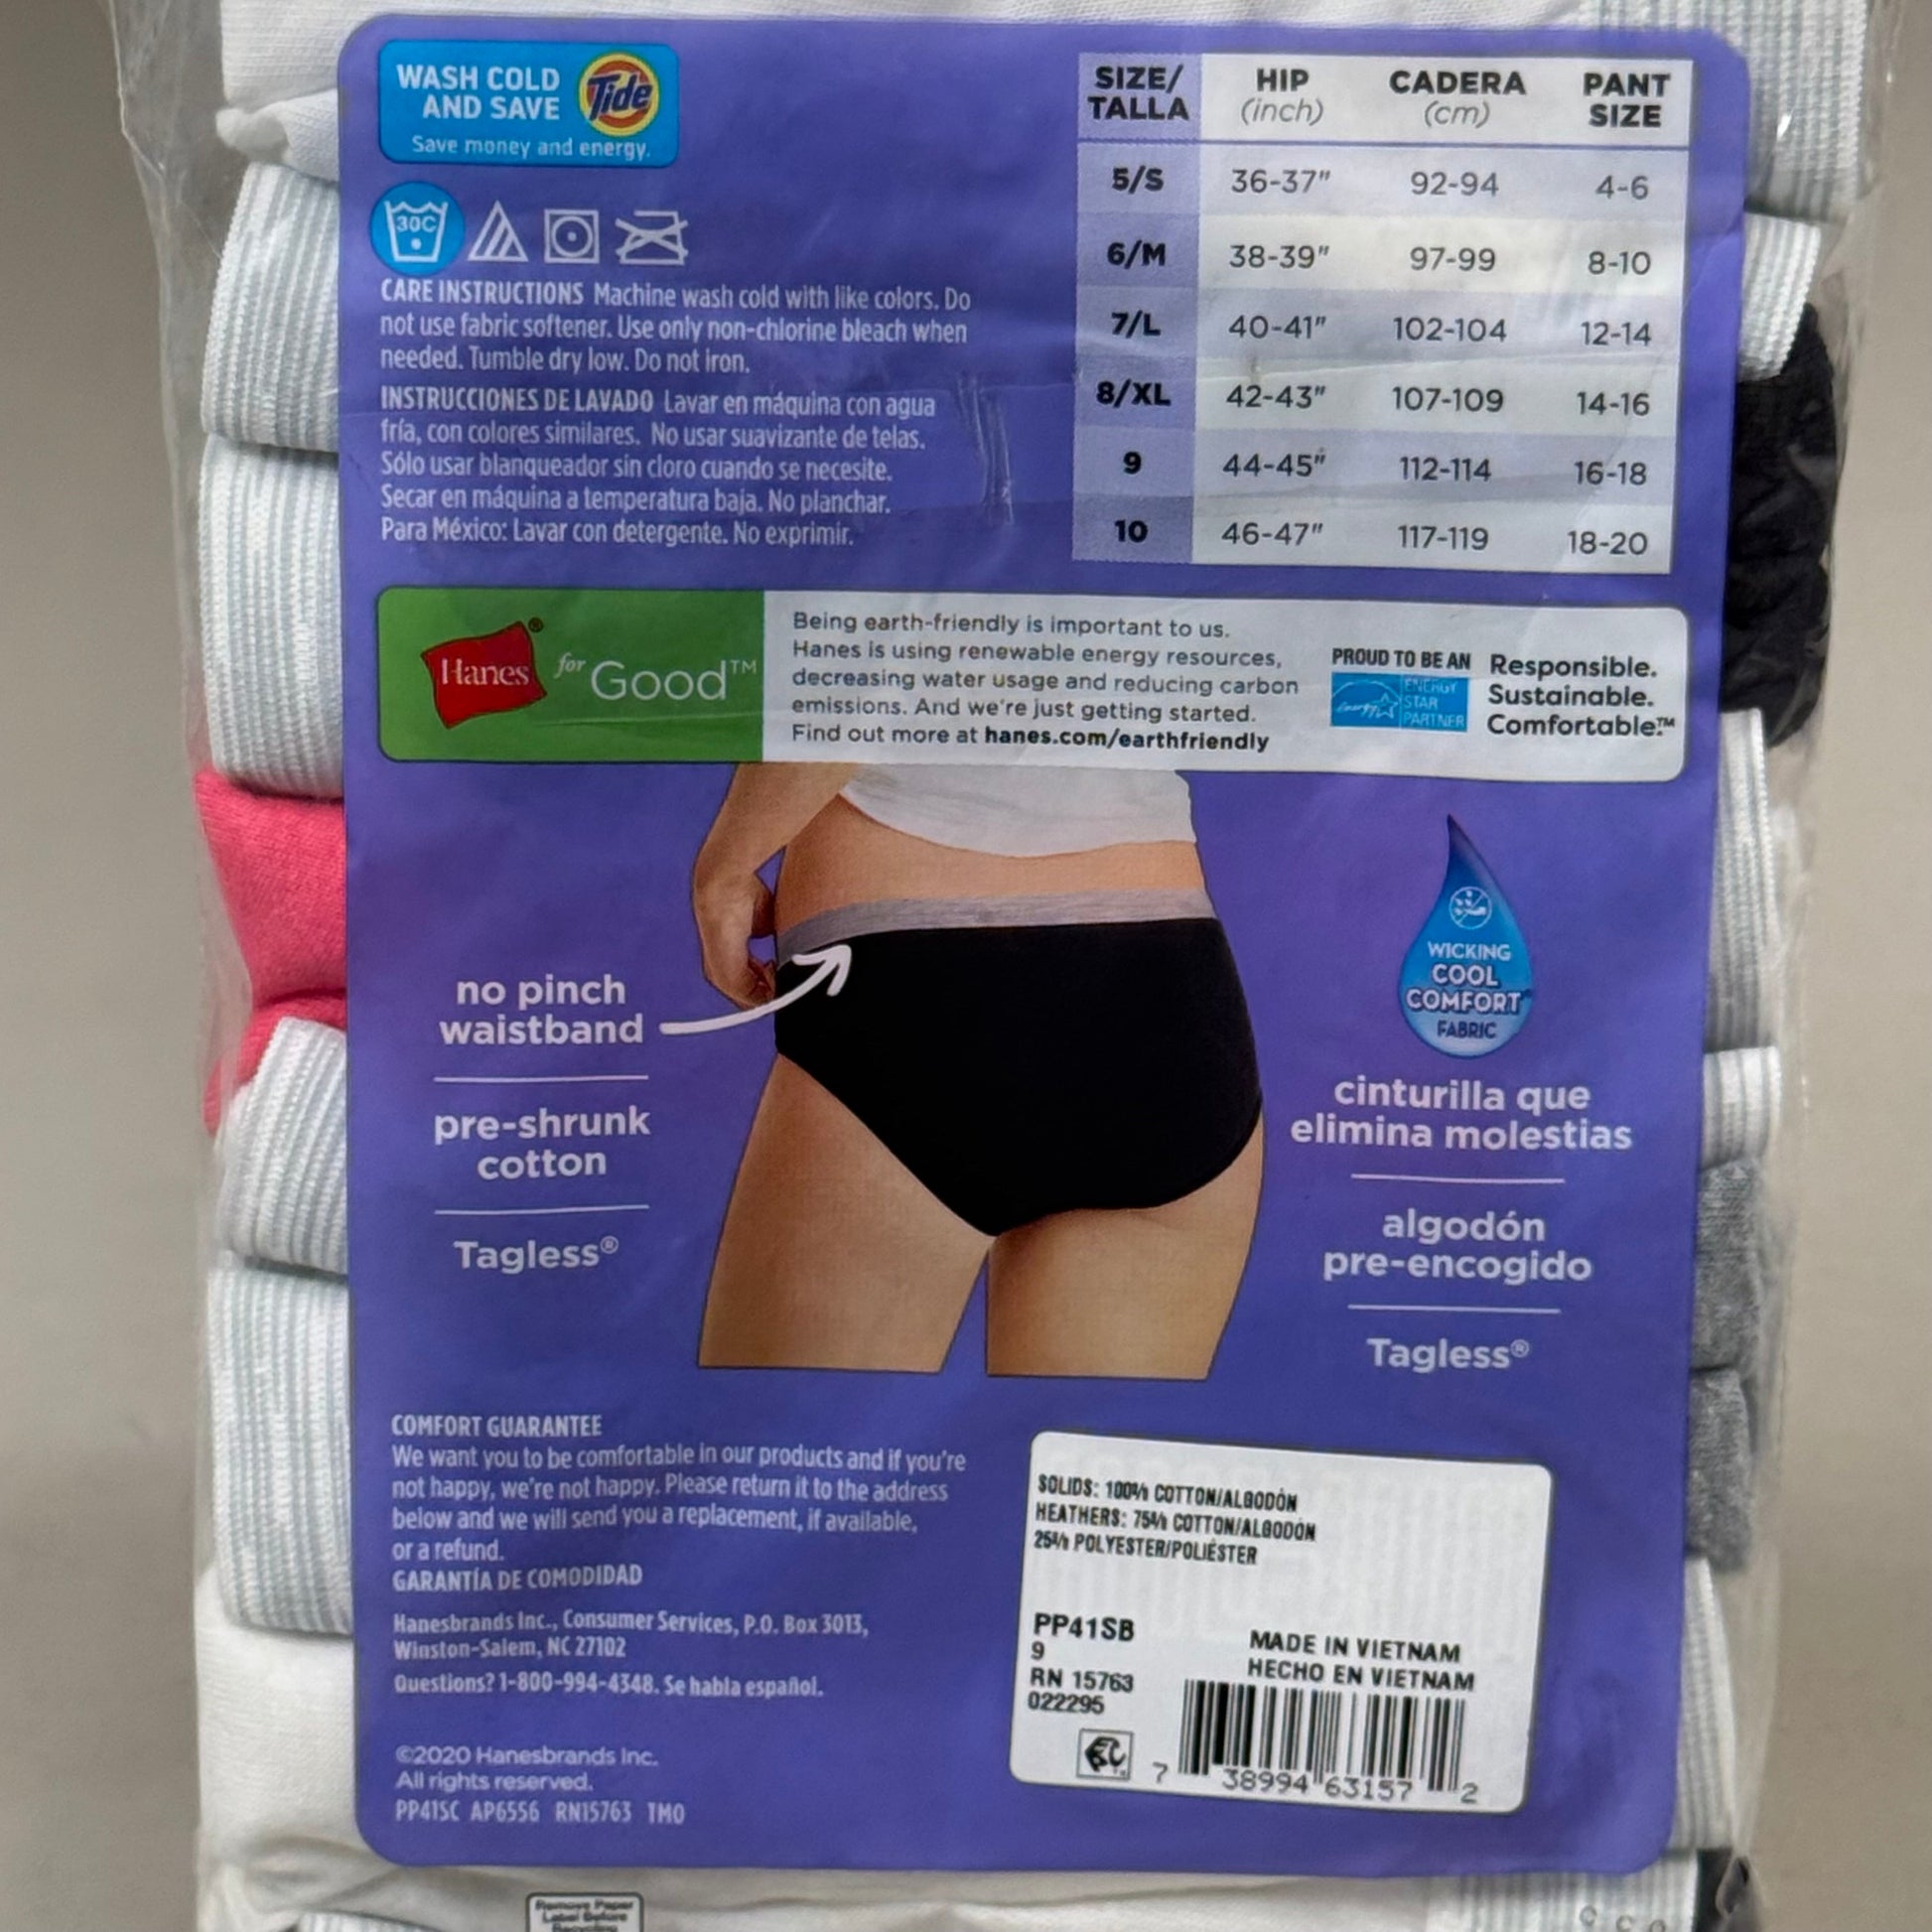 WASH COLD
AND SAVE
Tide
Save money and energy.
30C
CARE INSTRUCTIONS Machine wash cold with like colors. Do
not use fabric softener. Use only non-chlorine bleach when
needed. Tumble dry low. Do not iron.
INSTRUCCIONES DE LAVADO Lavar en máquina con agua
fría, con colores similares. No usar suavizante de telas.
Sólo usar blanqueador sin cloro cuando se necesite.
Secar en máquina a temperatura baja. No planchar.
Para México: Lavar con detergente. No exprimir.
SIZE/ TALLA HIP (inch) CADERA (cm) PANT SIZE
5/S 36-37" 92-94 4-6
6/M 38-39" 97-99 8-10
7/L 40-41" 102-104 12-14
8/XL 42-43" 107-109 14-16
9 44-45" 112-114 16-18
10 46-47" 117-119 18-20
Hanes® for Good™
Being earth-friendly is important to us.
Hanes is using renewable energy resources,
decreasing water usage and reducing carbon
emissions. And we're just getting started.
Find out more at hanes.com/earthfriendly
PROUD TO BE AN
energy
ENERGY
STAR
PARTNER
Responsible.
Sustainable.
Comfortable.™
no pinch
waistband
pre-shrunk
cotton
Tagless®
WICKING
COOL
COMFORT
FABRIC
cinturilla que
elimina molestias
algodón
pre-encogido
Tagless®
COMFORT GUARANTEE
We want you to be comfortable in our products and if you're
not happy, we're not happy. Please return it to the address
below and we will send you a replacement, if available,
or a refund.
GARANTÍA DE COMODIDAD
Hanesbrands Inc., Consumer Services, P.O. Box 3013,
Winston-Salem, NC 27102
Questions? 1-800-994-4348. Se habla español.
©2020 Hanesbrands Inc.
All rights reserved.
PP41SC AP6556 RN15763 TMO
SOLIDS: 100% COTTON/ALGODÓN
HEATHERS: 75% COTTON/ALGODÓN
25% POLYESTER/POLIÉSTER
PP41SB
9
RN 15763
022295
MADE IN VIETNAM
HECHO EN VIETNAM
7 38994 63157 2
Remove Paper
Label Before
Recycling